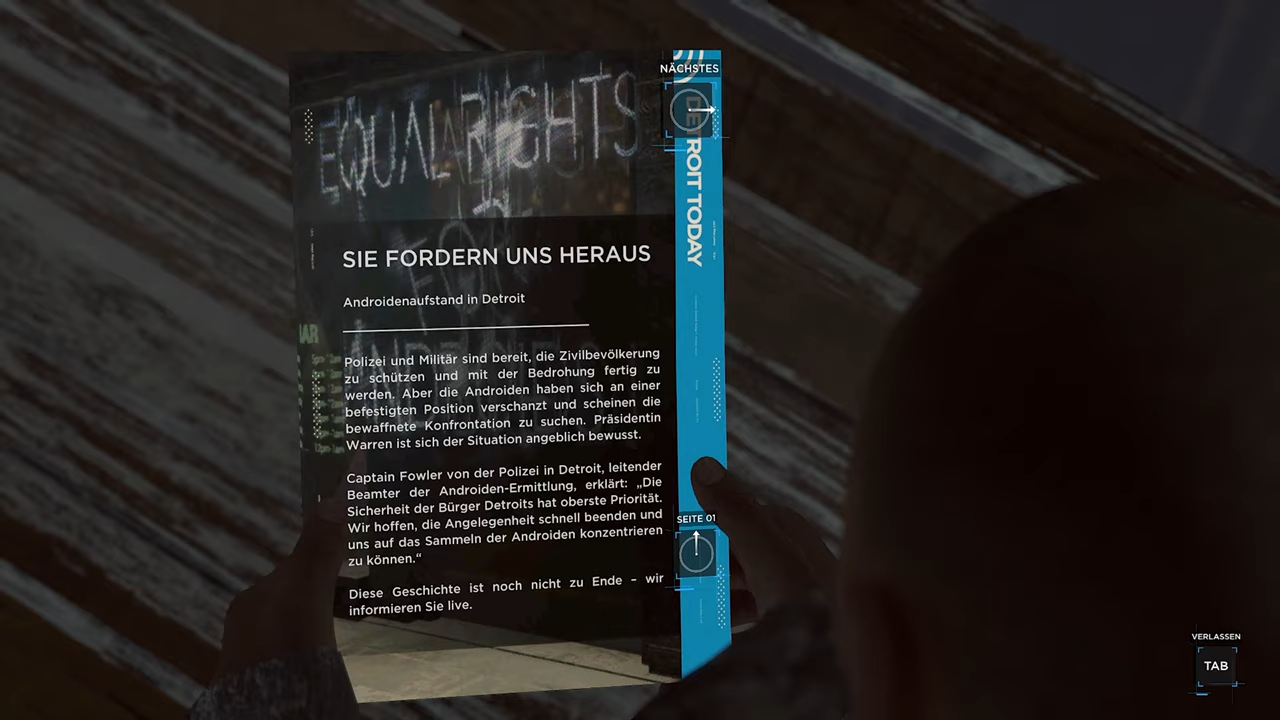 EQUAL RIGHTS
FOR
NÄCHSTES
DETROIT TODAY
SIE FORDERN UNS HERAUS
Androidenaufstand in Detroit
Polizei und Militär sind bereit, die Zivilbevölkerung
zu schützen und mit der Bedrohung fertig zu
werden. Aber die Androiden haben sich an einer
befestigten Position verschanzt und scheinen die
bewaffnete Konfrontation zu suchen. Präsidentin
Warren ist sich der Situation angeblich bewusst.
Captain Fowler von der Polizei in Detroit, leitender
Beamter der Androiden-Ermittlung, erklärt: „Die
Sicherheit der Bürger Detroits hat oberste Priorität.
Wir hoffen, die Angelegenheit schnell beenden und
uns auf das Sammeln der Androiden konzentrieren
zu können.“
Diese Geschichte ist noch nicht zu Ende – wir
informieren Sie live.
SEITE 01
VERLASSEN
TAB